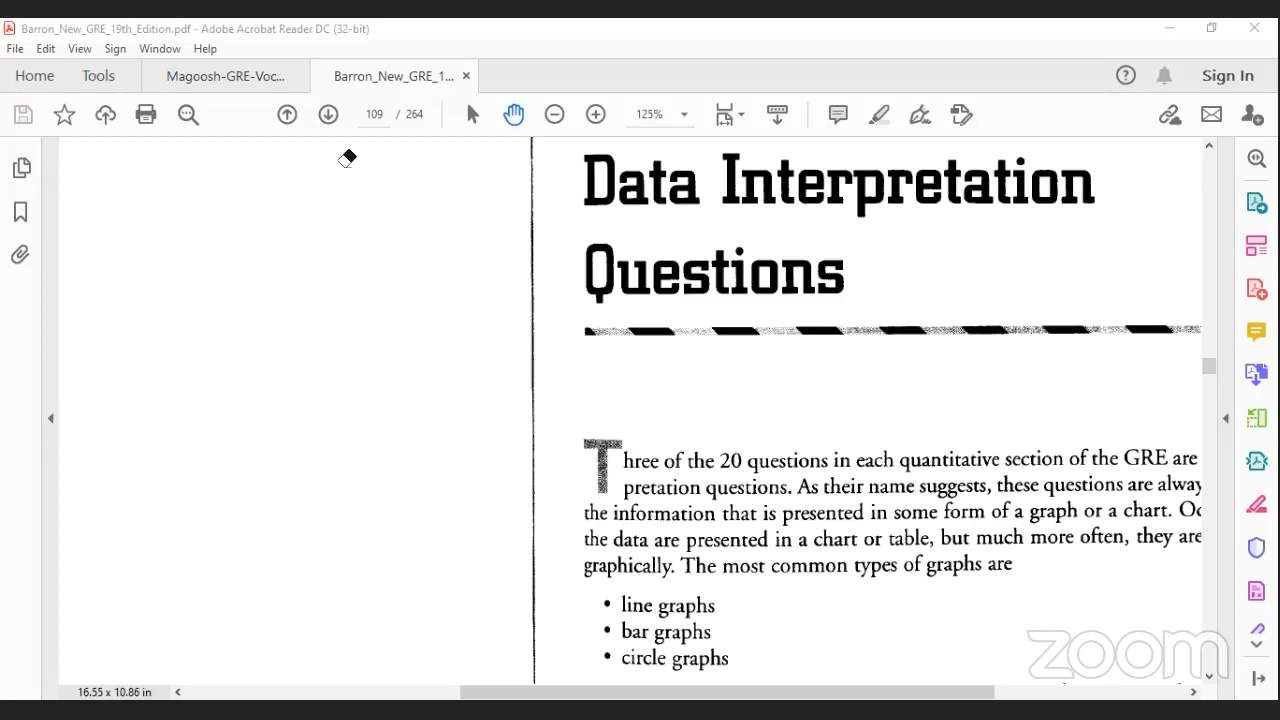 Barron_New_GRE_19th_Edition.pdf - Adobe Acrobat Reader DC (32-bit)
File Edit View Sign Window Help
Home Tools Magoosh-GRE-Voc... Barron_New_GRE_1... × Sign In
109 / 264 125%
Data Interpretation
Questions
Three of the 20 questions in each quantitative section of the GRE are
pretation questions. As their name suggests, these questions are alway
the information that is presented in some form of a graph or a chart. Oc
the data are presented in a chart or table, but much more often, they are
graphically. The most common types of graphs are
• line graphs
• bar graphs
• circle graphs
zoom
16.55 x 10.86 in